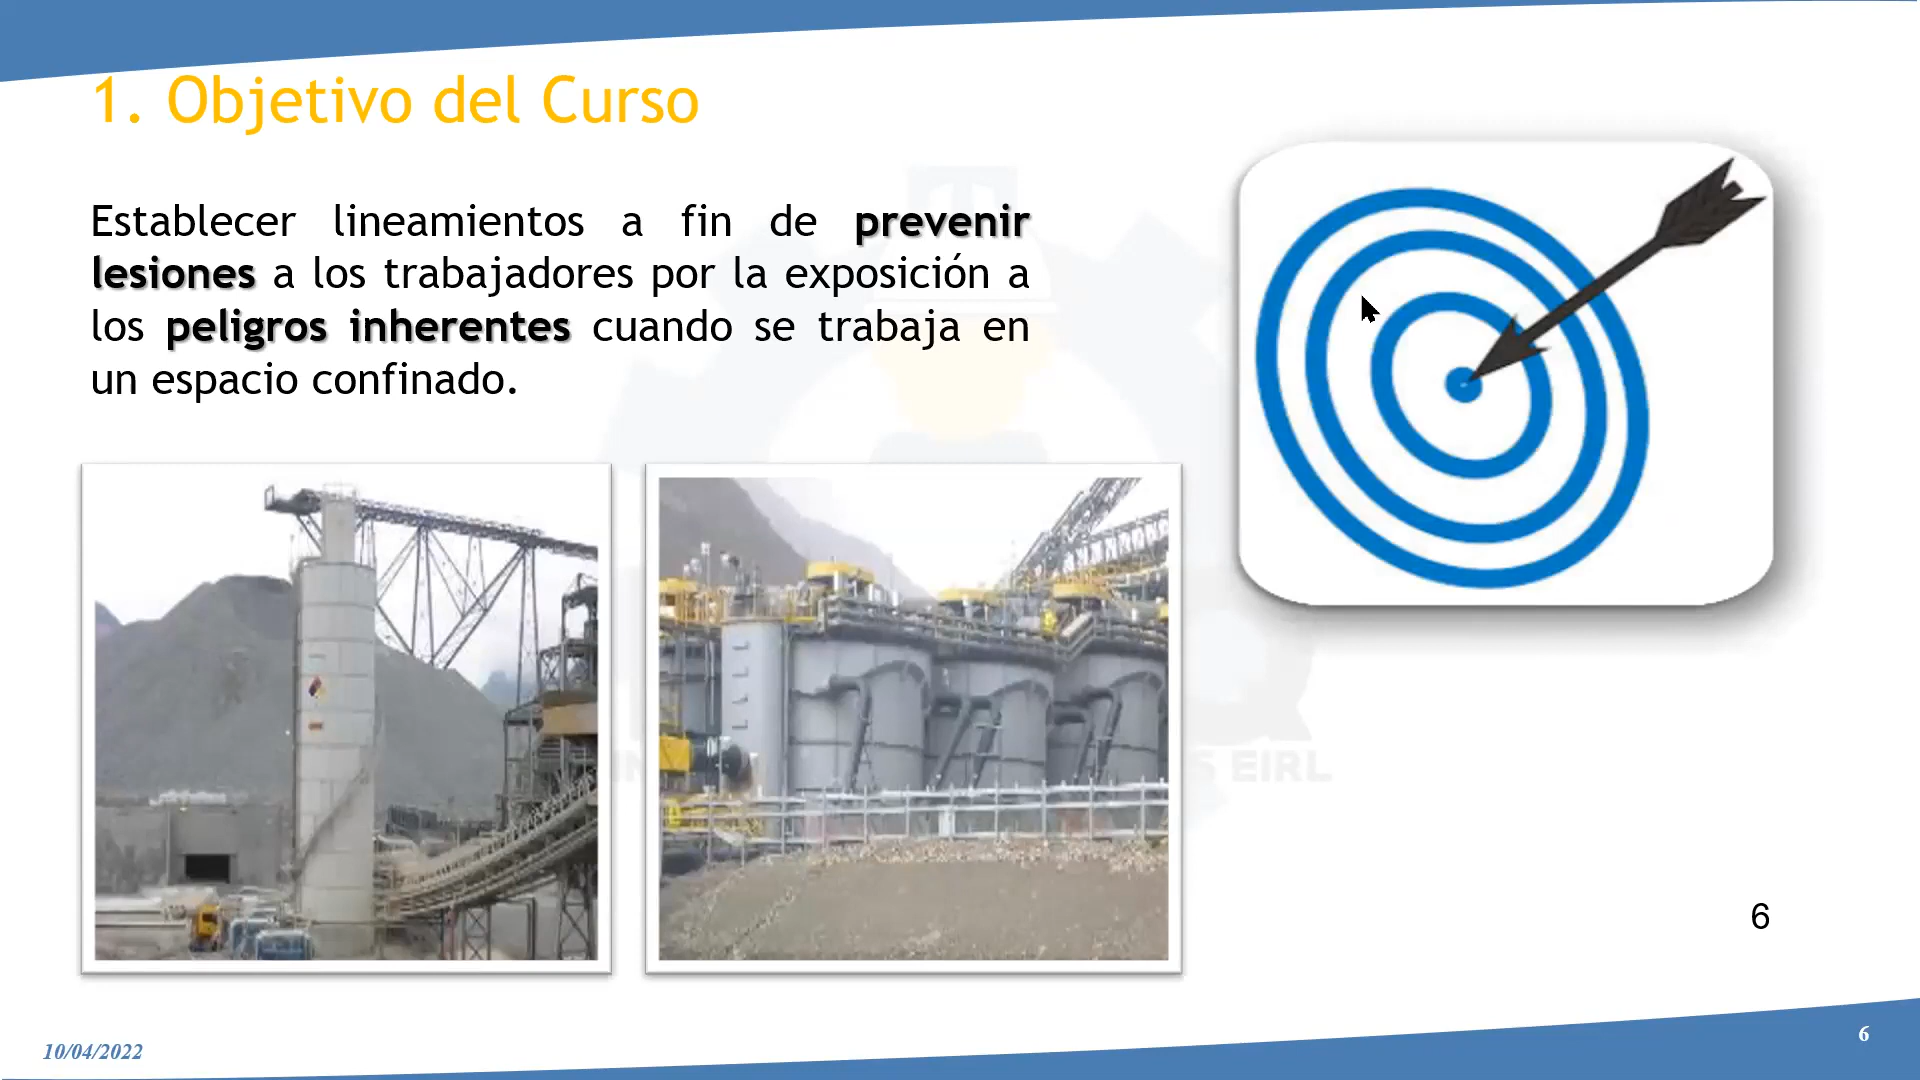 1. Objetivo del Curso
Establecer lineamientos a fin de prevenir
lesiones a los trabajadores por la exposición a
los peligros inherentes cuando se trabaja en
un espacio confinado.
EIRL
6
10/04/2022
6